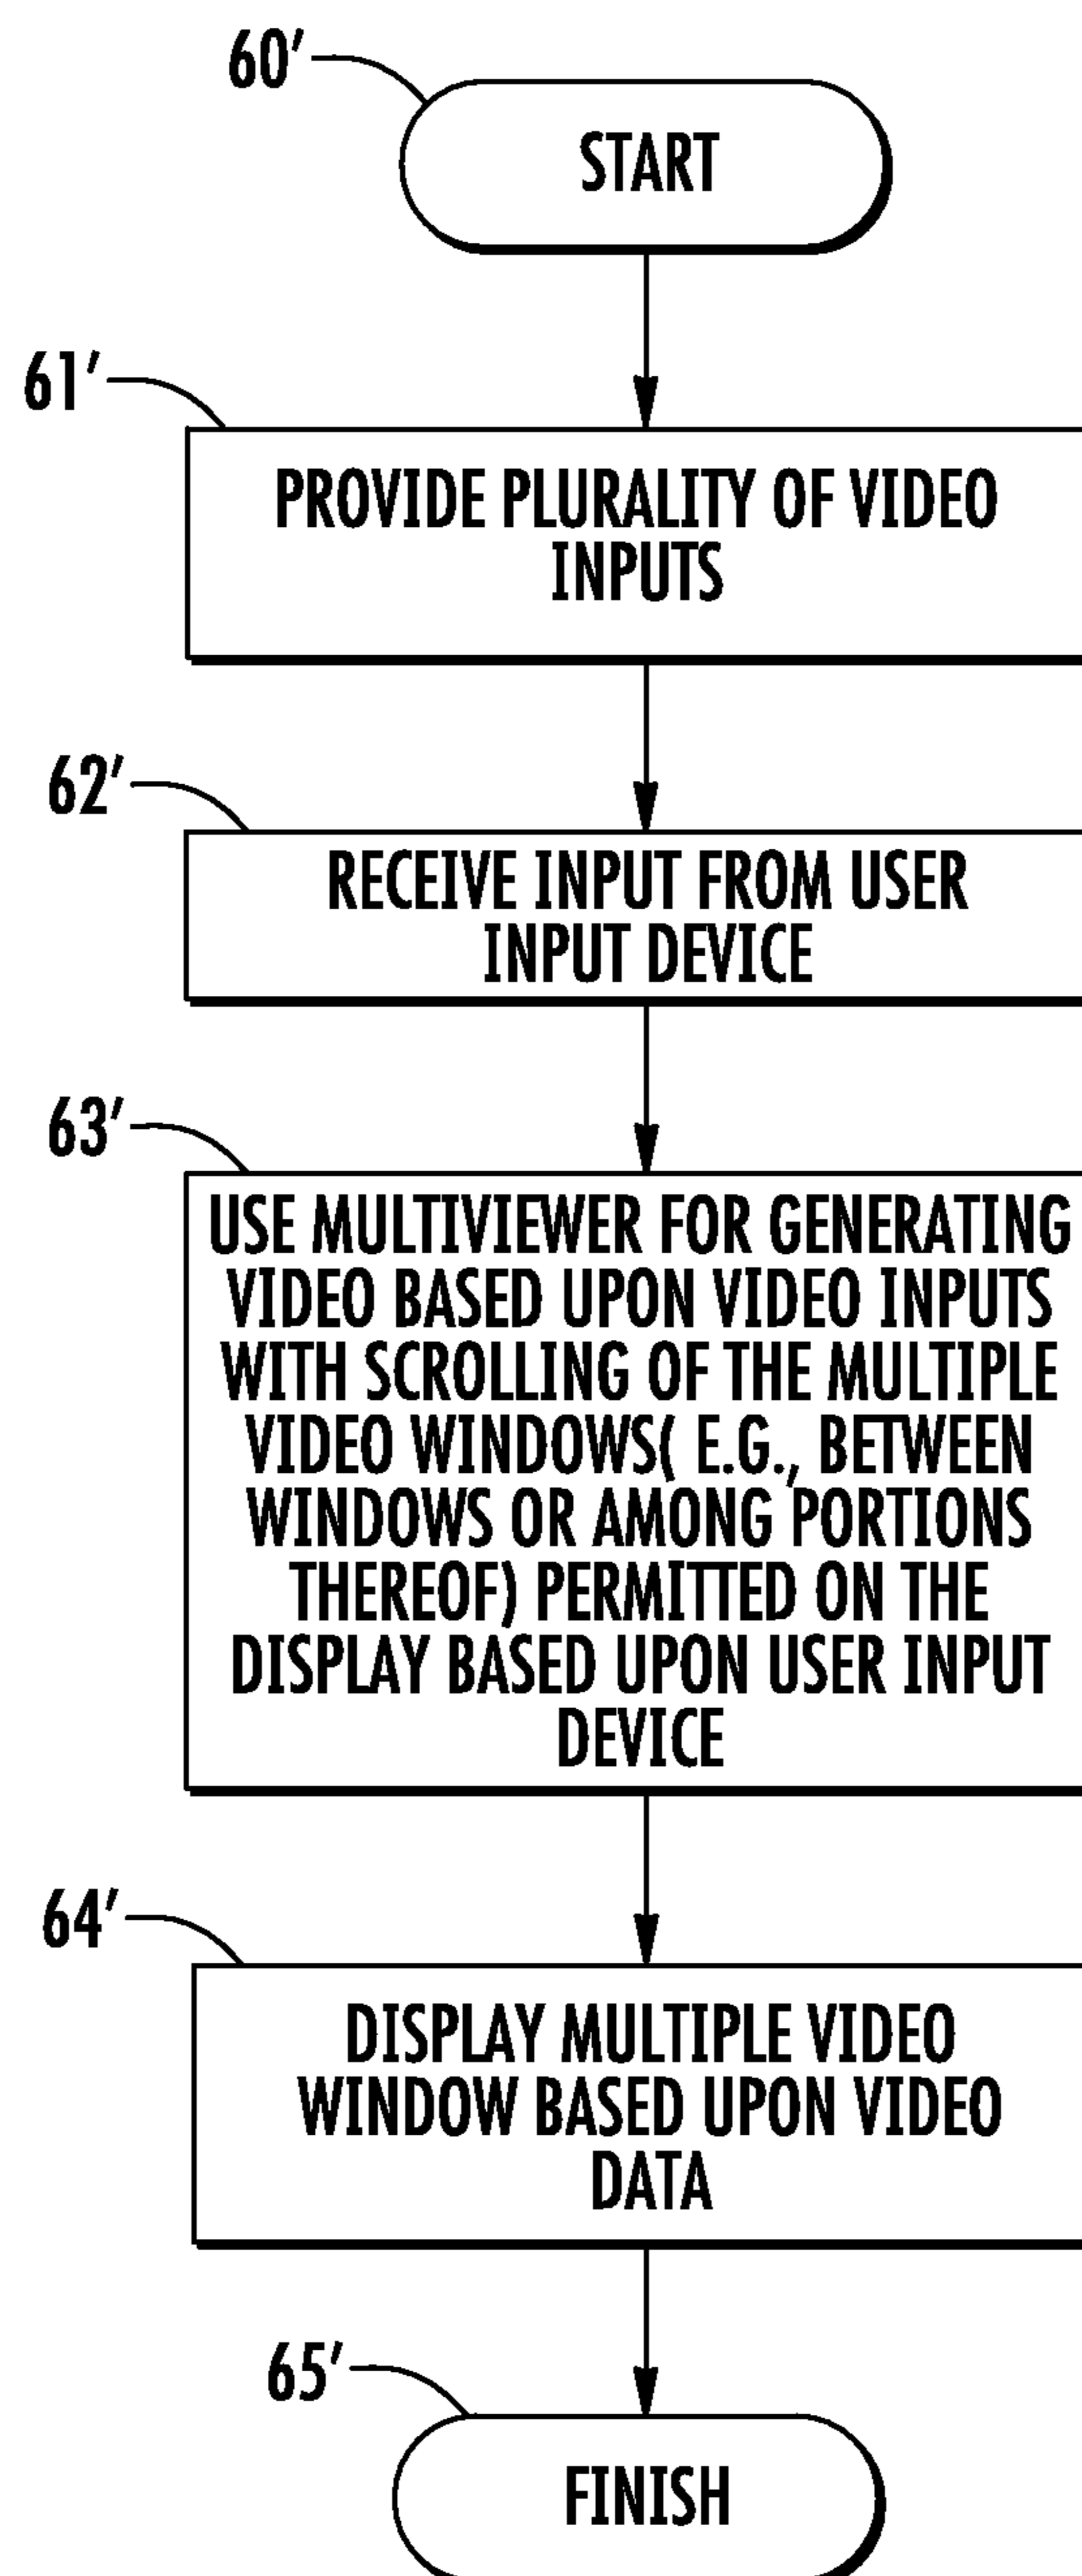 60'
START
61'
PROVIDE PLURALITY OF VIDEO
INPUTS
62'
RECEIVE INPUT FROM USER
INPUT DEVICE
63'
USE MULTIVIEWER FOR GENERATING
VIDEO BASED UPON VIDEO INPUTS
WITH SCROLLING OF THE MULTIPLE
VIDEO WINDOWS( E.G., BETWEEN
WINDOWS OR AMONG PORTIONS
THEREOF) PERMITTED ON THE
DISPLAY BASED UPON USER INPUT
DEVICE
64'
DISPLAY MULTIPLE VIDEO
WINDOW BASED UPON VIDEO
DATA
65'
FINISH